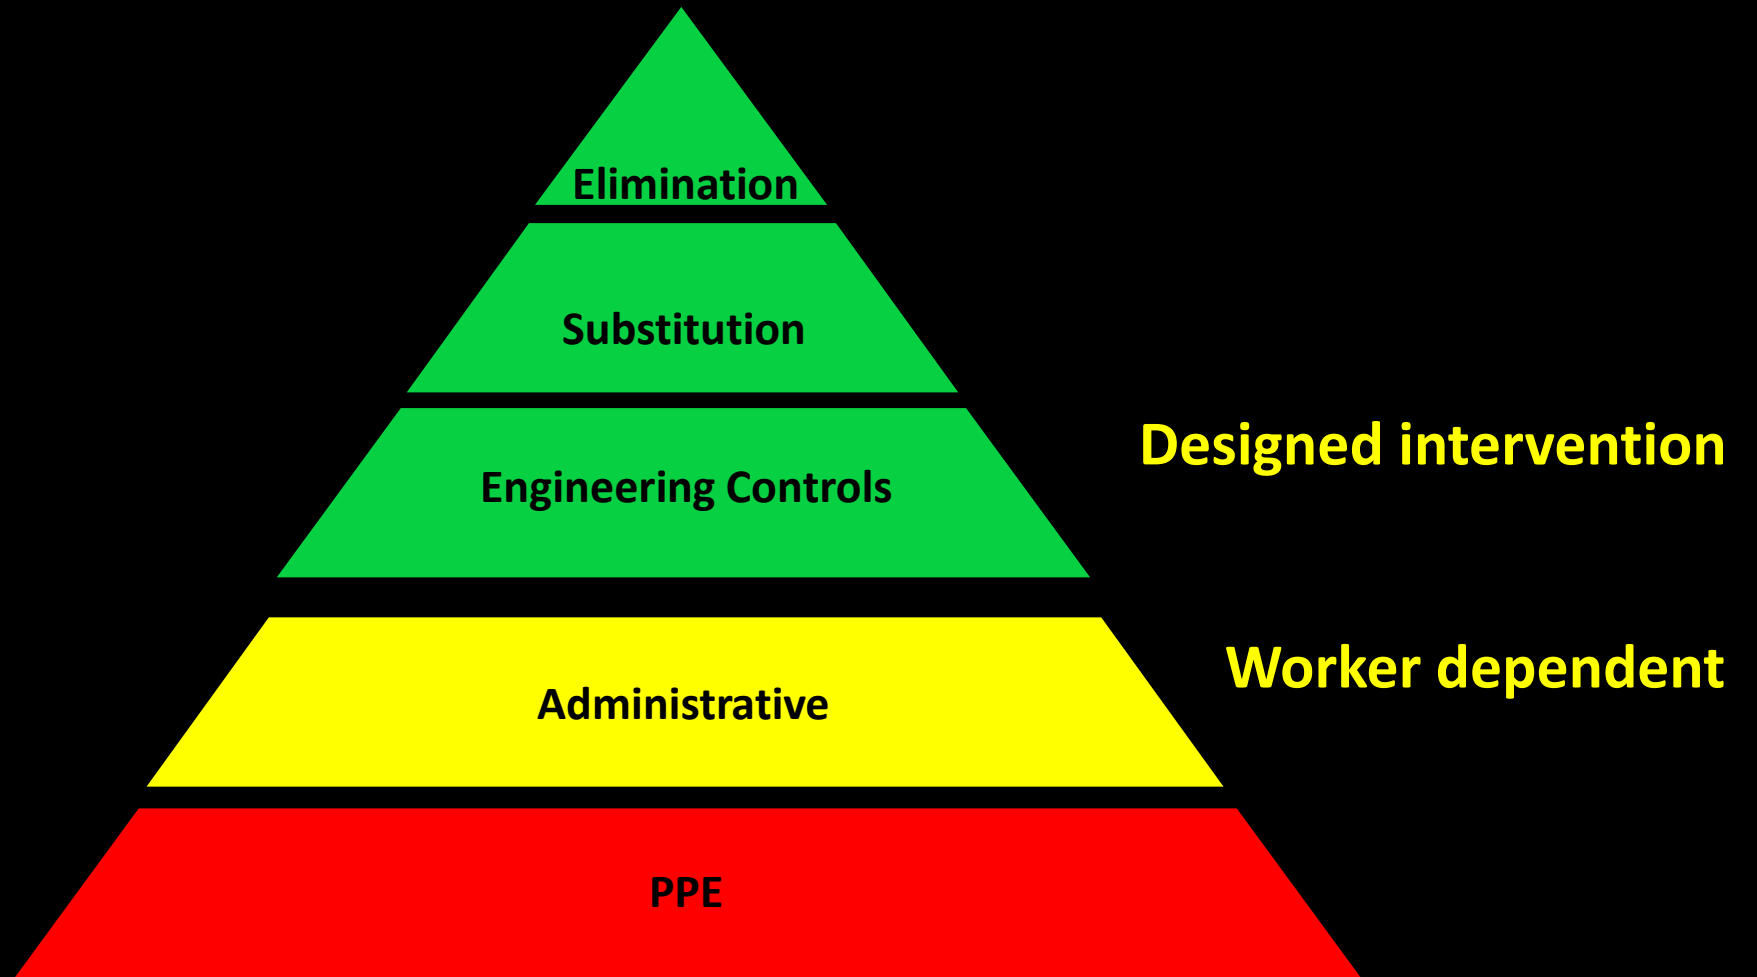 Elimination
Substitution
Engineering Controls
Designed intervention
Worker dependent
Administrative
PPE